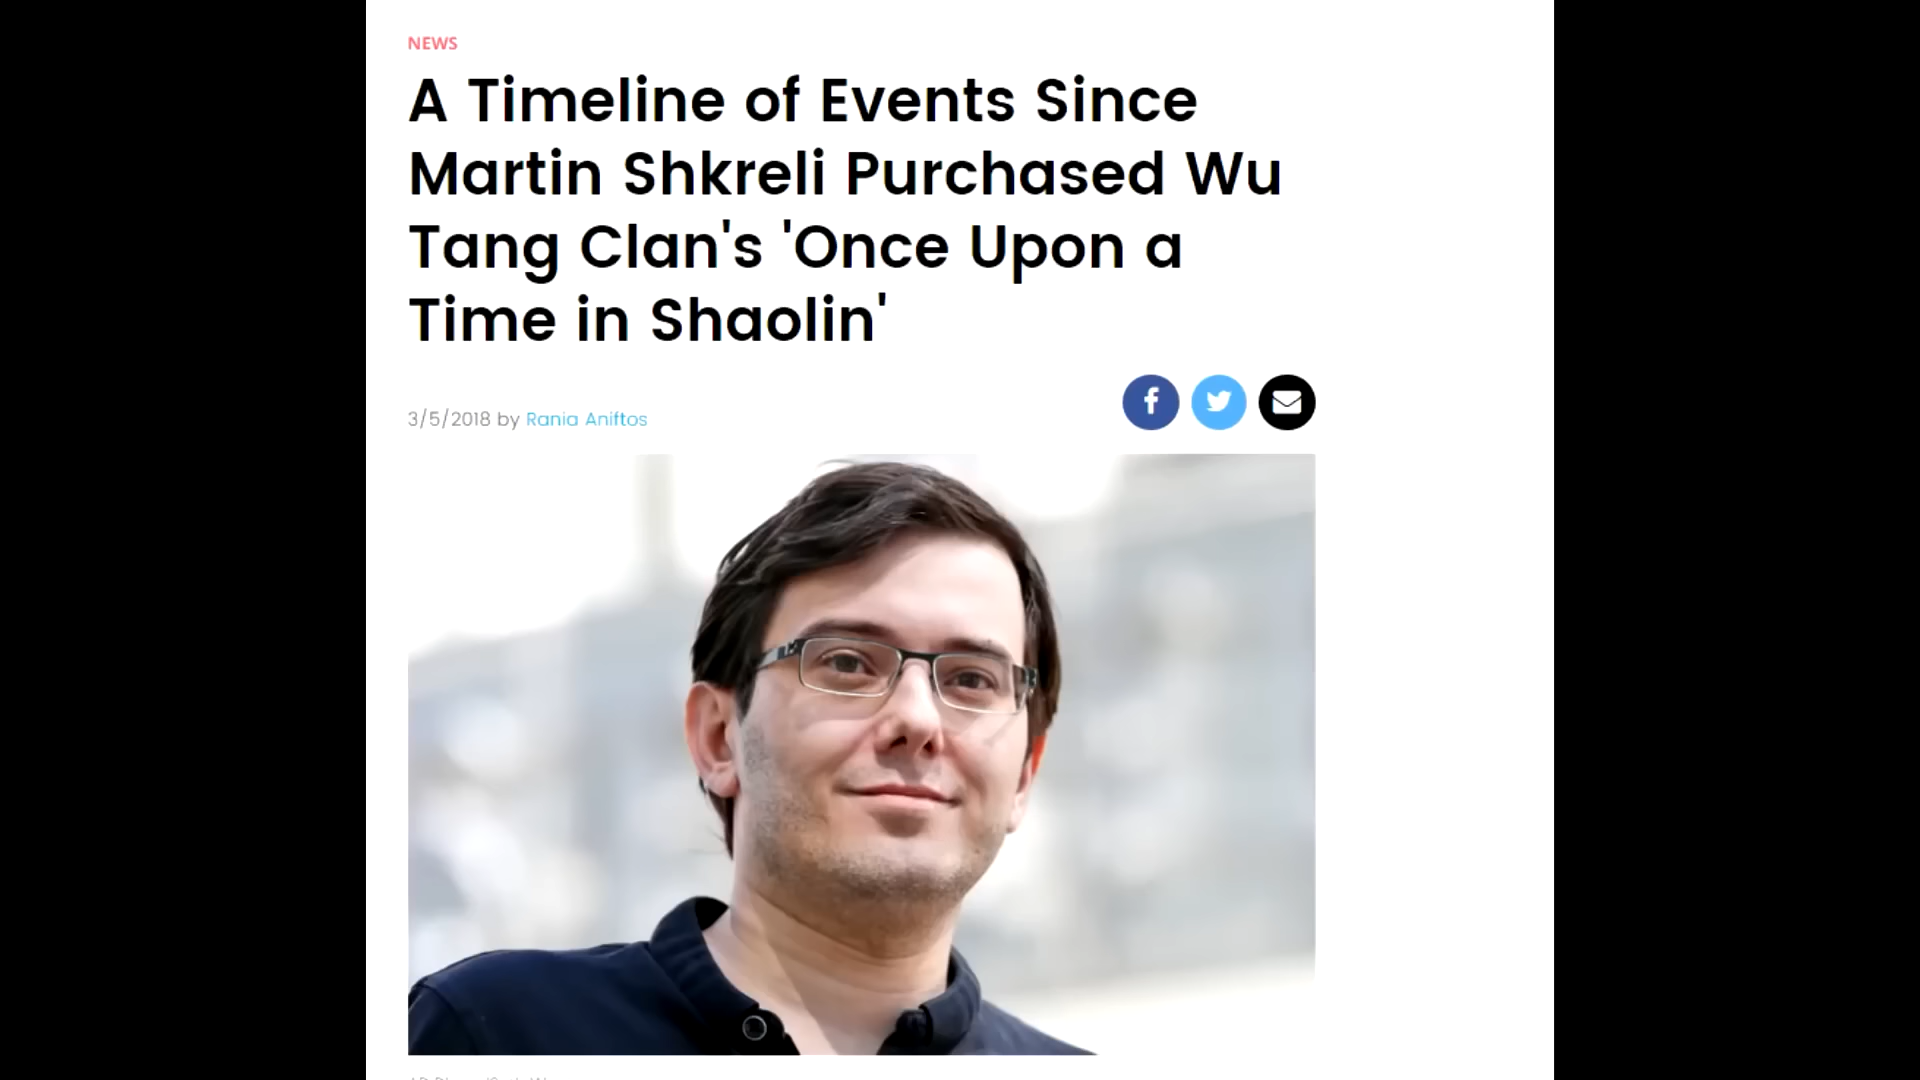 NEWS
A Timeline of Events Since
Martin Shkreli Purchased Wu
Tang Clan's 'Once Upon a
Time in Shaolin'
3/5/2018 by Rania Aniftos